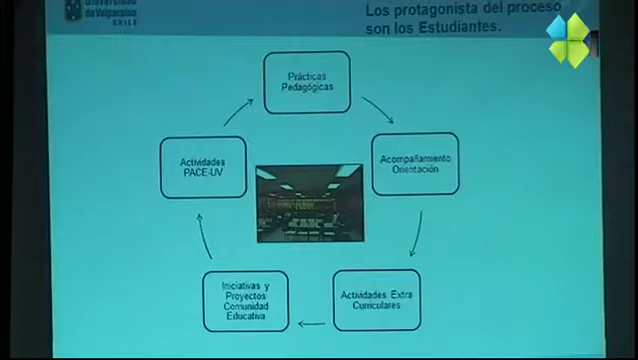 Universidad
de Valparaíso
CHILE
Los protagonista del proceso
son los Estudiantes.
Prácticas
Pedagógicas
Acompañamiento
Orientación
Actividades Extra
Curriculares
Iniciativas y
Proyectos
Comunidad
Educativa
Actividades
PACE-UV